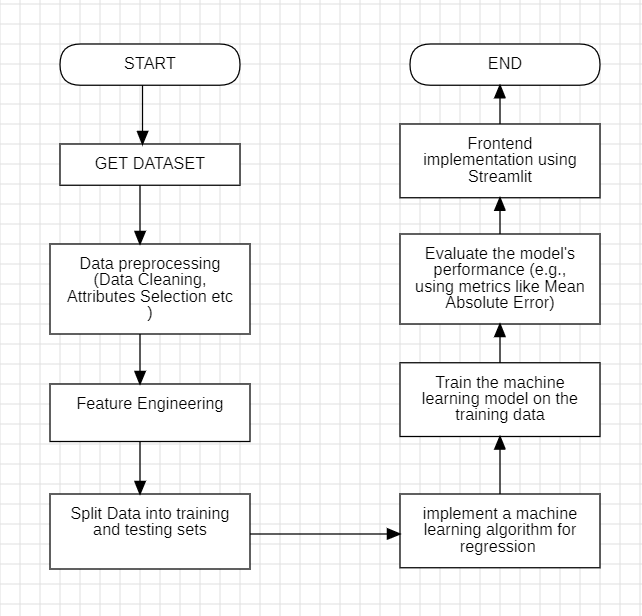 START
GET DATASET
Data preprocessing
(Data Cleaning,
Attributes Selection etc
)
Feature Engineering
Split Data into training
and testing sets
implement a machine
learning algorithm for
regression
Train the machine
learning model on the
training data
Evaluate the model's
performance (e.g.,
using metrics like Mean
Absolute Error)
Frontend
implementation using
Streamlit
END